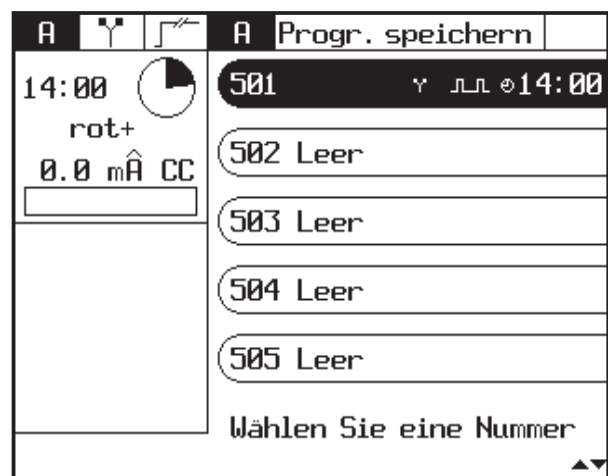 A
A Progr. speichern
14:00
rot+
0.0 mÂ CC
501 14:00
502 Leer
503 Leer
504 Leer
505 Leer
Wählen Sie eine Nummer